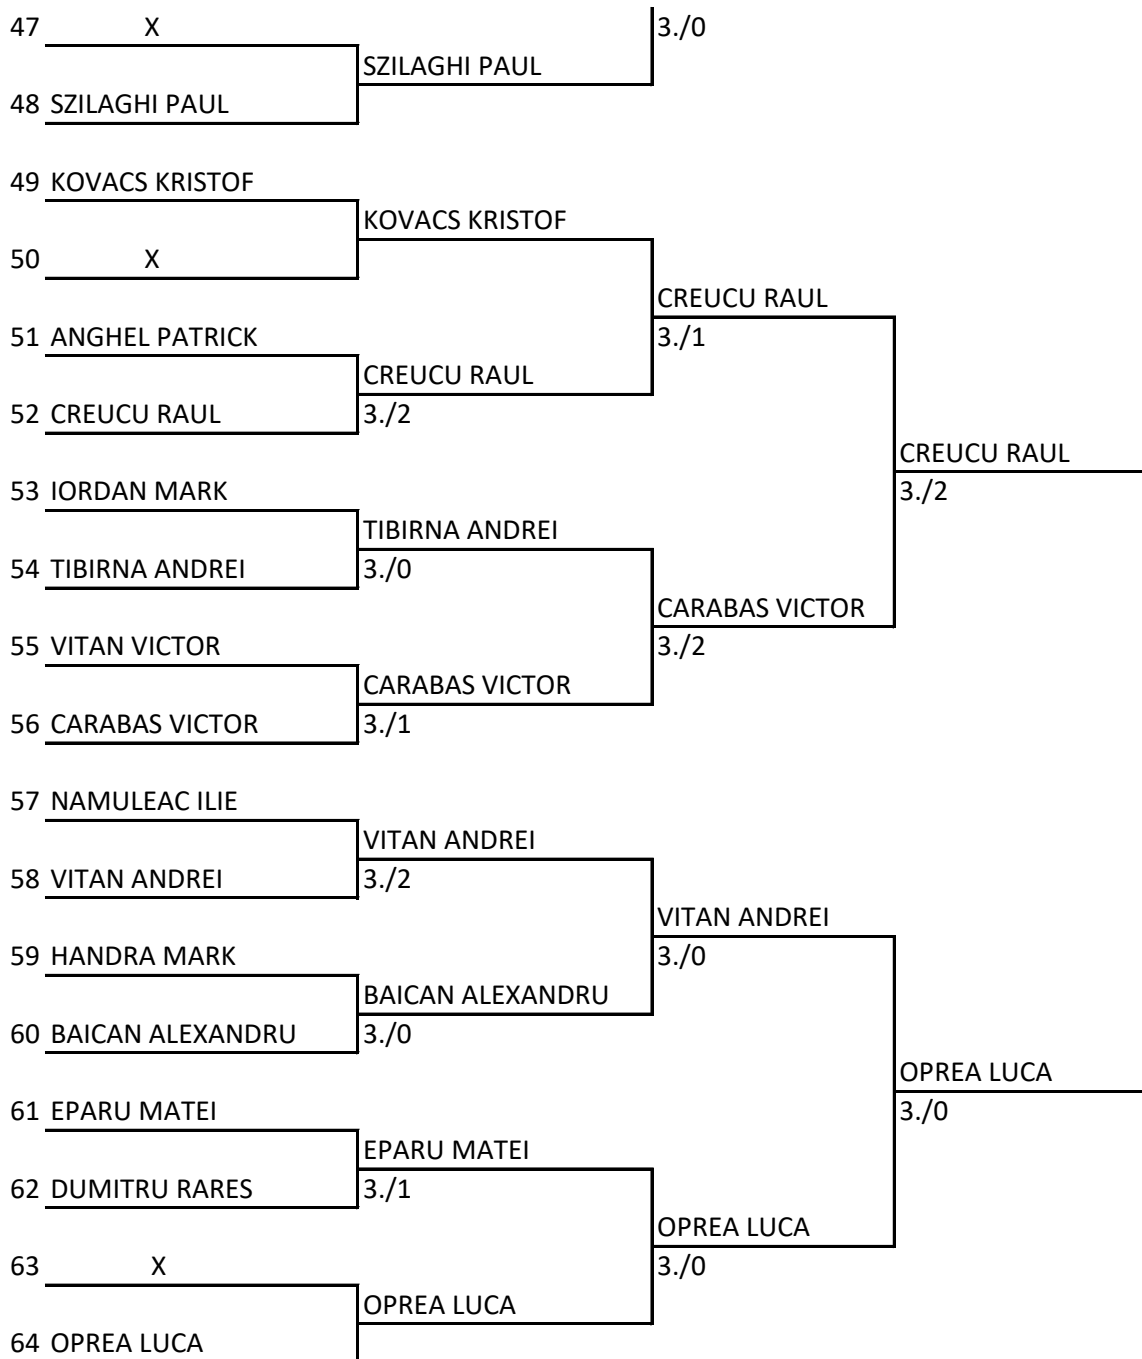 47 X 3./0
SZILAGHI PAUL
48 SZILAGHI PAUL
49 KOVACS KRISTOF
KOVACS KRISTOF
50 X
CREUCU RAUL
51 ANGHEL PATRICK 3./1
CREUCU RAUL
52 CREUCU RAUL 3./2
CREUCU RAUL
53 IORDAN MARK 3./2
TIBIRNA ANDREI
54 TIBIRNA ANDREI 3./0
CARABAS VICTOR
55 VITAN VICTOR 3./2
CARABAS VICTOR
56 CARABAS VICTOR 3./1
57 NAMULEAC ILIE
VITAN ANDREI
58 VITAN ANDREI 3./2
VITAN ANDREI
59 HANDRA MARK 3./0
BAICAN ALEXANDRU
60 BAICAN ALEXANDRU 3./0
OPREA LUCA
61 EPARU MATEI 3./0
EPARU MATEI
62 DUMITRU RARES 3./1
OPREA LUCA
63 X 3./0
OPREA LUCA
64 OPREA LUCA